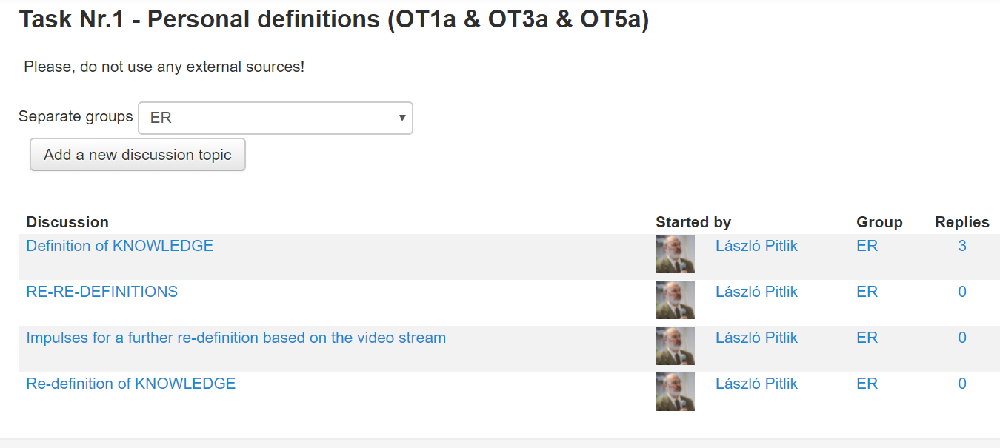 Task Nr.1 - Personal definitions (OT1a & OT3a & OT5a)
Please, do not use any external sources!
Separate groups ER
Add a new discussion topic
Discussion Started by Group Replies
Definition of KNOWLEDGE László Pitlik ER 3
RE-RE-DEFINITIONS László Pitlik ER 0
Impulses for a further re-definition based on the video stream László Pitlik ER 0
Re-definition of KNOWLEDGE László Pitlik ER 0